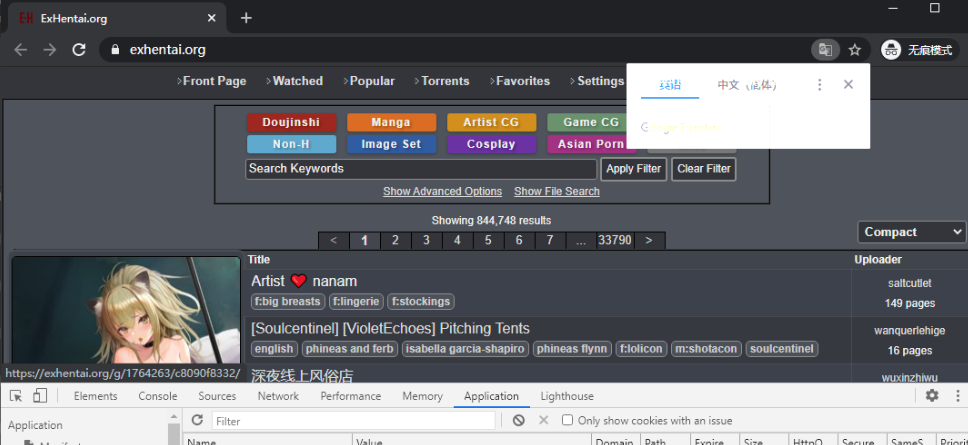 ExHentai.org
exhentai.org
无痕模式
Front Page Watched Popular Torrents Favorites Settings
英语 中文（简体）
Doujinshi Manga Artist CG Game CG
Non-H Image Set Cosplay Asian Porn
Search Keywords Apply Filter Clear Filter
Show Advanced Options Show File Search
Showing 844,748 results
< 1 2 3 4 5 6 7 ... 33790 >
Compact
Title Uploader
Artist ❤️ nanam
saltcutlet
f:big breasts f:lingerie f:stockings
149 pages
[Soulcentinel] [VioletEchoes] Pitching Tents
wanquerlehige
english phineas and ferb isabella garcia-shapiro phineas flynn f:lolicon m:shotacon soulcentinel
16 pages
深夜线上风俗店
wuxinzhiwu
https://exhentai.org/g/1764263/c8090f8332/
Elements Console Sources Network Performance Memory Application Lighthouse
Application
Filter
Only show cookies with an issue
Name Value Domain Path Expire Size HttpO Secure SameS Priorit